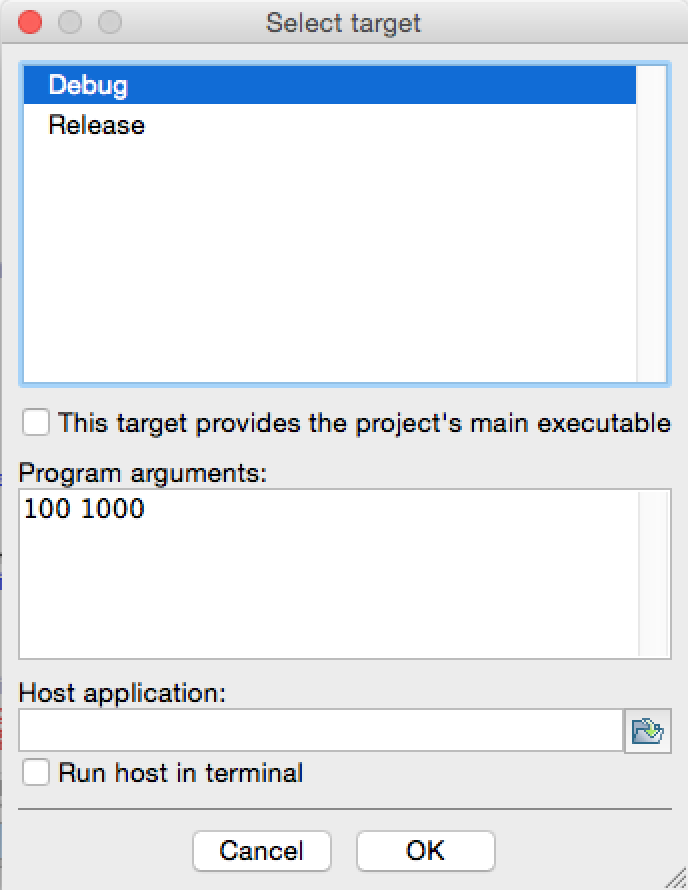 Select target
Debug
Release
This target provides the project's main executable
Program arguments:
100 1000
Host application:
Run host in terminal
Cancel OK